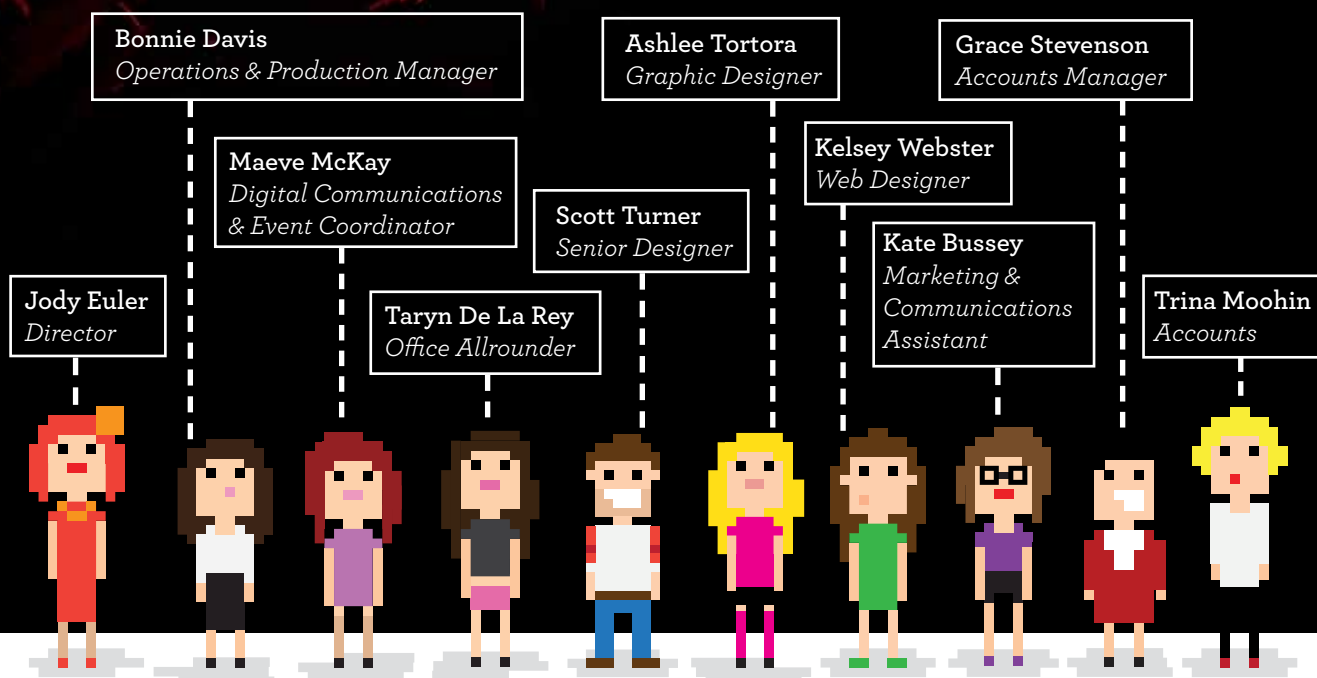 Bonnie Davis
Operations & Production Manager
Ashlee Tortora
Graphic Designer
Grace Stevenson
Accounts Manager
Maeve McKay
Digital Communications
& Event Coordinator
Kelsey Webster
Web Designer
Scott Turner
Senior Designer
Kate Bussey
Marketing &
Communications
Assistant
Jody Euler
Director
Taryn De La Rey
Office Allrounder
Trina Moohin
Accounts